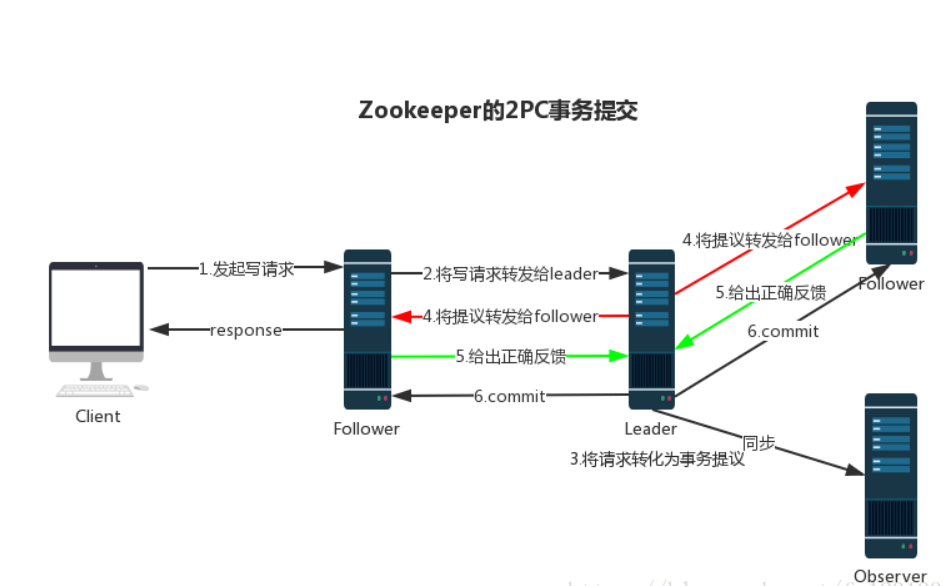 Zookeeper的2PC事务提交
1.发起写请求
2.将写请求转发给leader
4.将提议转发给follower
5.给出正确反馈
Follower
4.将提议转发给follower
response
5.给出正确反馈
6.commit
6.commit
Client
Follower
Leader
同步
3.将请求转化为事务提议
Observer